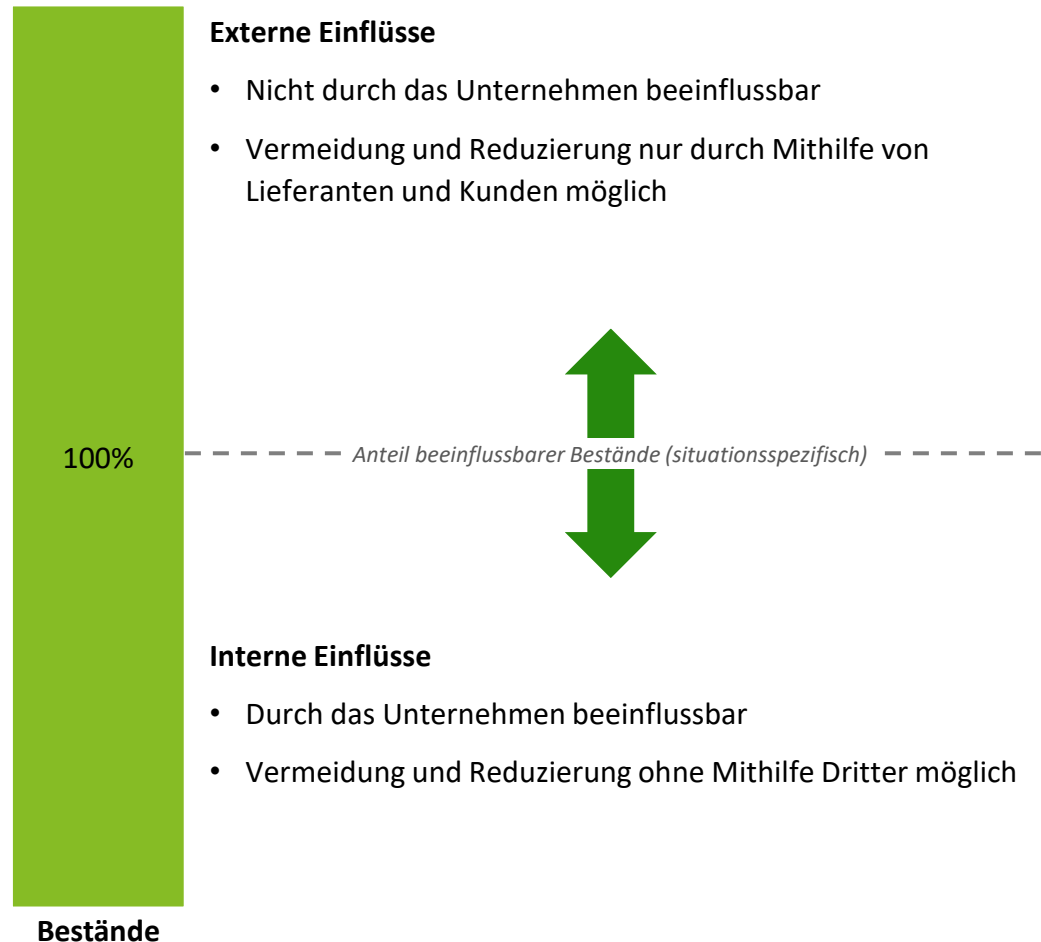 Externe Einflüsse
• Nicht durch das Unternehmen beeinflussbar
• Vermeidung und Reduzierung nur durch Mithilfe von
Lieferanten und Kunden möglich
100%
Anteil beeinflussbarer Bestände (situationsspezifisch)
Interne Einflüsse
• Durch das Unternehmen beeinflussbar
• Vermeidung und Reduzierung ohne Mithilfe Dritter möglich
Bestände